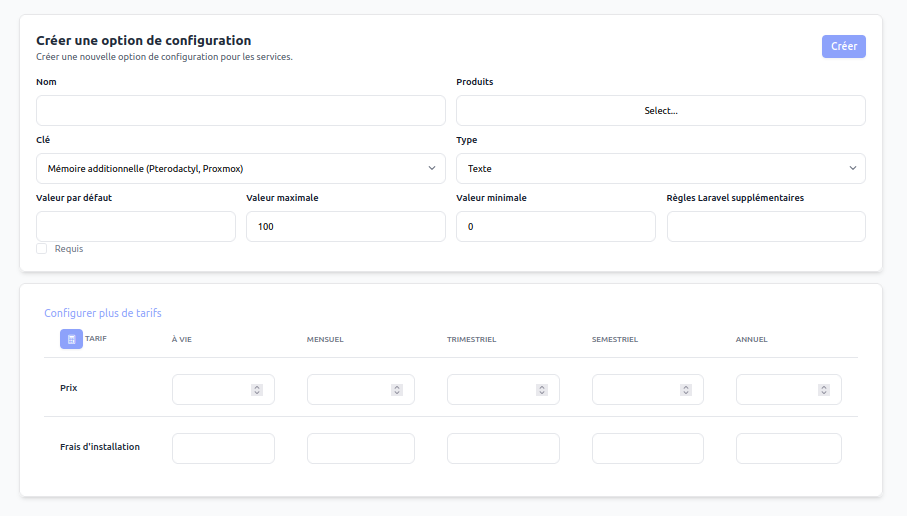 Créer une option de configuration
Créer une nouvelle option de configuration pour les services.
Créer
Nom
Produits
Select...
Clé
Type
Mémoire additionnelle (Pterodactyl, Proxmox)
Texte
Valeur par défaut
Valeur maximale
Valeur minimale
Règles Laravel supplémentaires
100
0
Requis
Configurer plus de tarifs
TARIF
À VIE
MENSUEL
TRIMESTRIEL
SEMESTRIEL
ANNUEL
Prix
Frais d'installation